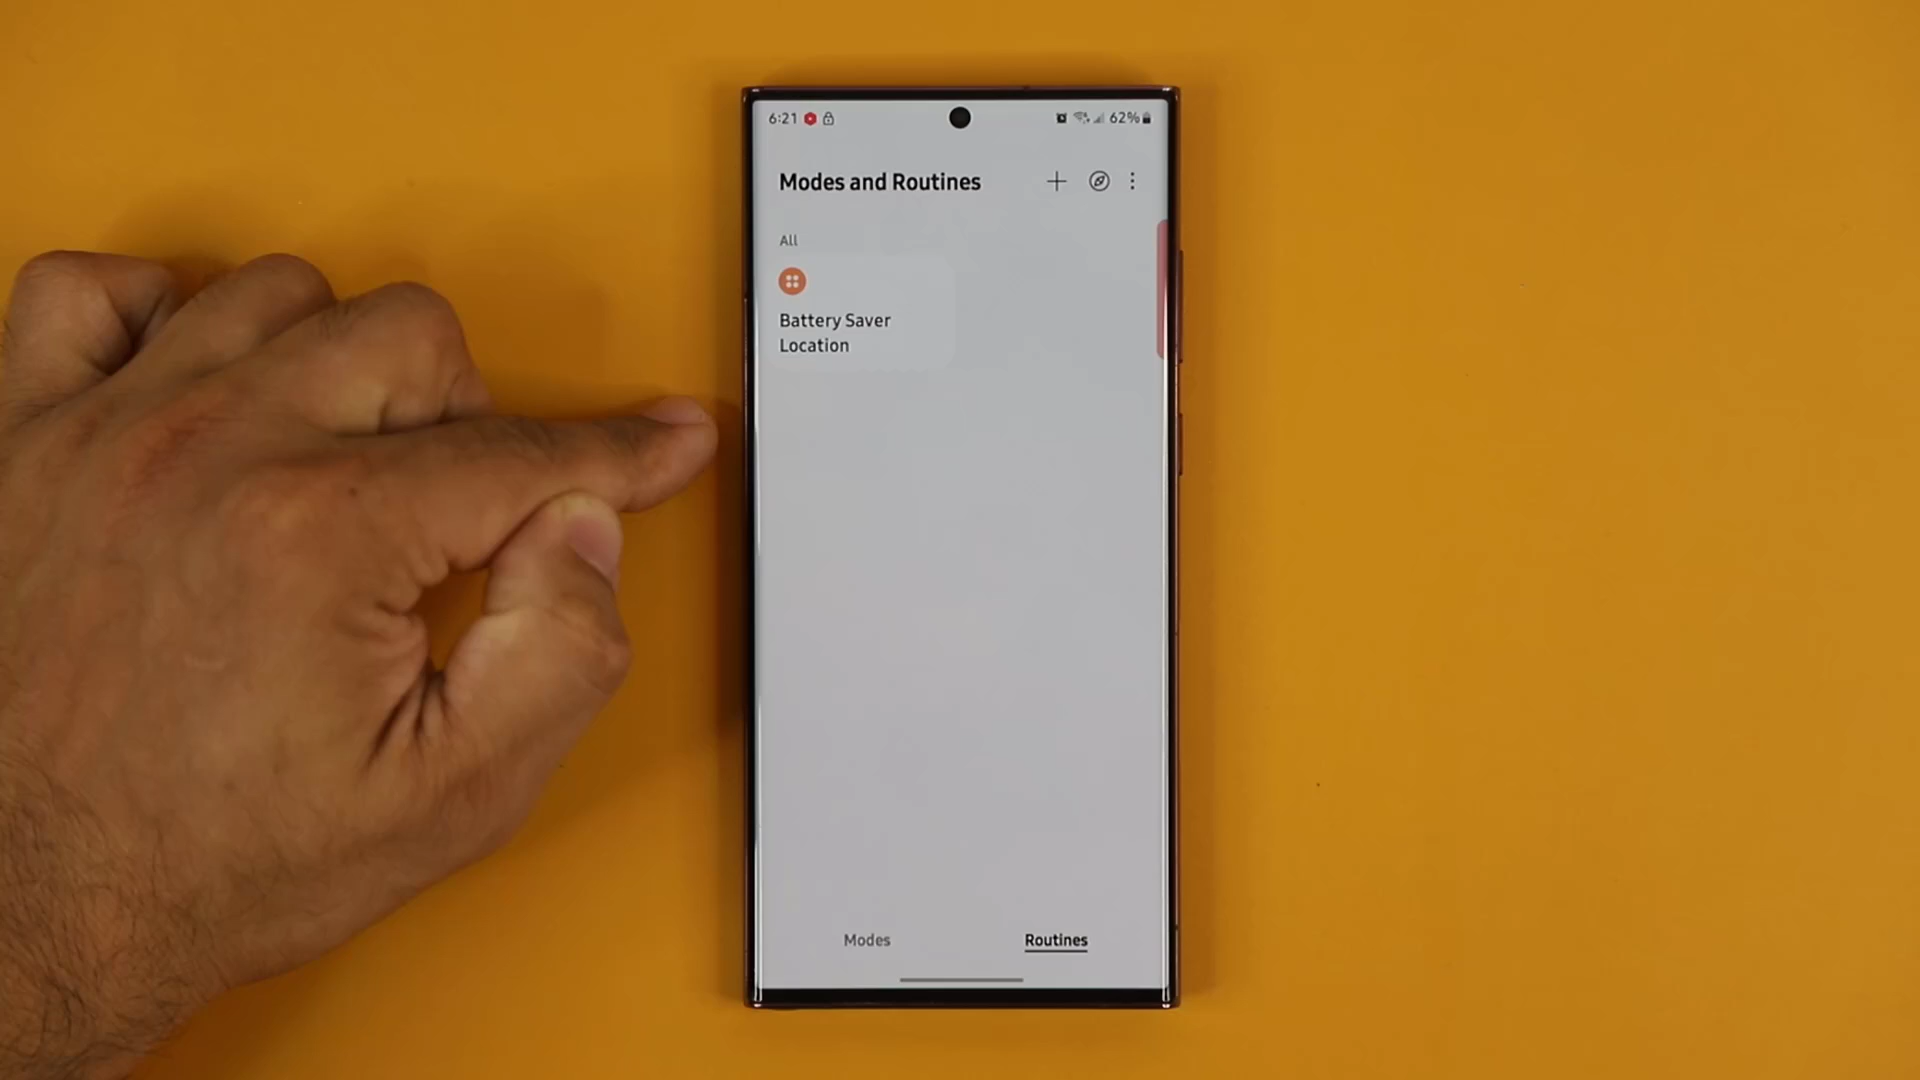 6:21 62%
Modes and Routines
All
Battery Saver
Location
Modes Routines